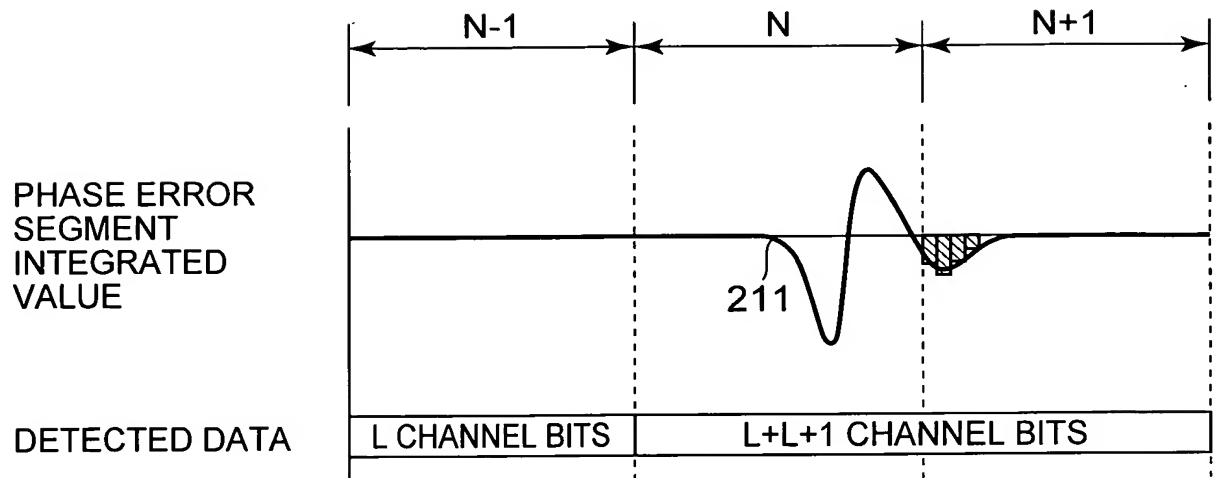 N-1
N
N+1
PHASE ERROR
SEGMENT
INTEGRATED
VALUE
211
DETECTED DATA
L CHANNEL BITS
L+L+1 CHANNEL BITS